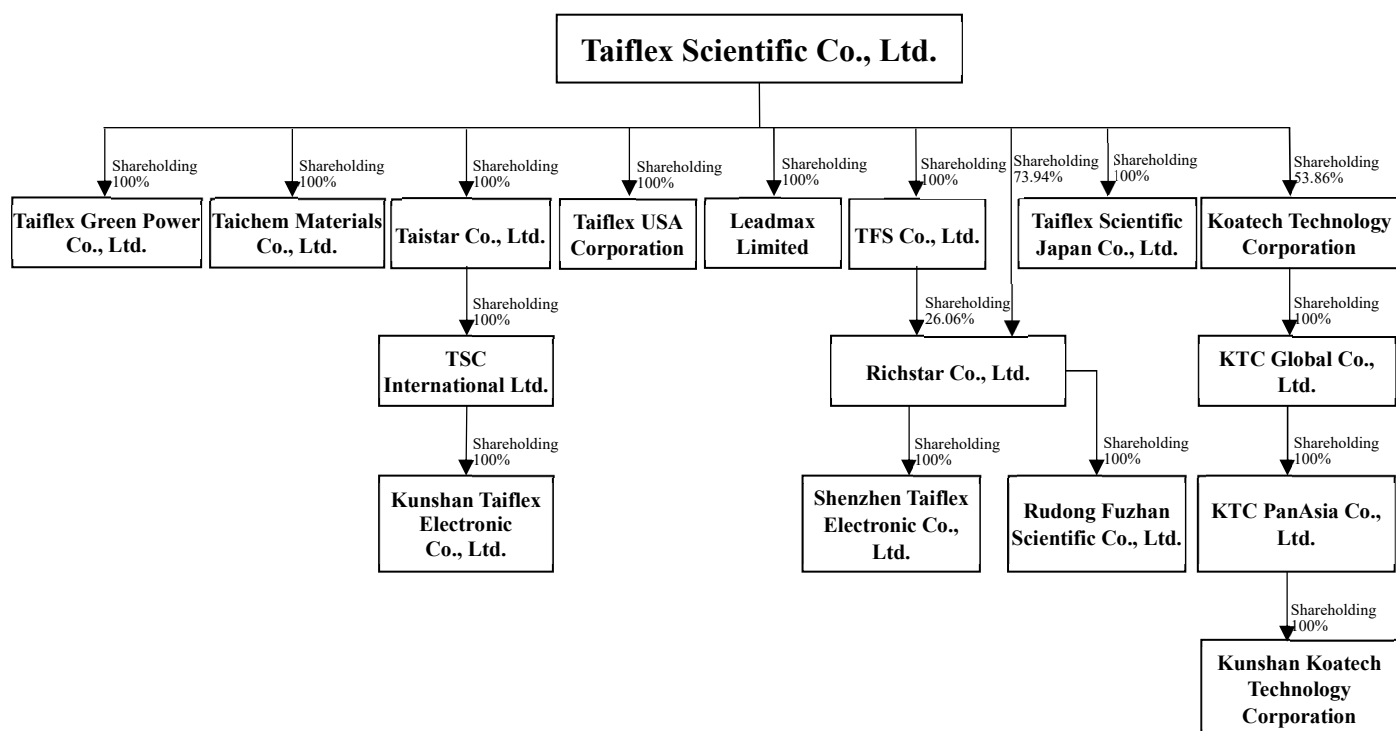 Taiflex Scientific Co., Ltd.
Shareholding
100%
Shareholding
100%
Shareholding
100%
Shareholding
100%
Shareholding
100%
Shareholding
100%
Shareholding
73.94%
Shareholding
100%
Shareholding
53.86%
Taiflex Green Power
Co., Ltd.
Taichem Materials
Co., Ltd.
Taistar Co., Ltd.
Taiflex USA
Corporation
Leadmax
Limited
TFS Co., Ltd.
Taiflex Scientific
Japan Co., Ltd.
Koatech Technology
Corporation
Shareholding
100%
Shareholding
26.06%
Shareholding
100%
TSC
International Ltd.
Richstar Co., Ltd.
KTC Global Co.,
Ltd.
Shareholding
100%
Shareholding
100%
Shareholding
100%
Shareholding
100%
Kunshan Taiflex
Electronic
Co., Ltd.
Shenzhen Taiflex
Electronic Co.,
Ltd.
Rudong Fuzhan
Scientific Co., Ltd.
KTC PanAsia Co.,
Ltd.
Shareholding
100%
Kunshan Koatech
Technology
Corporation